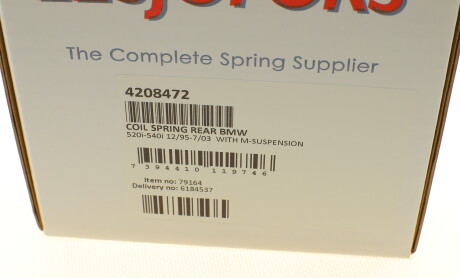 The Complete Spring Supplier
4208472
COIL SPRING REAR BMW
520i-540i 12/95-7/03 WITH M-SUSPENSION
7 394410 119746
Item no: 79164
Delivery no: 6184537